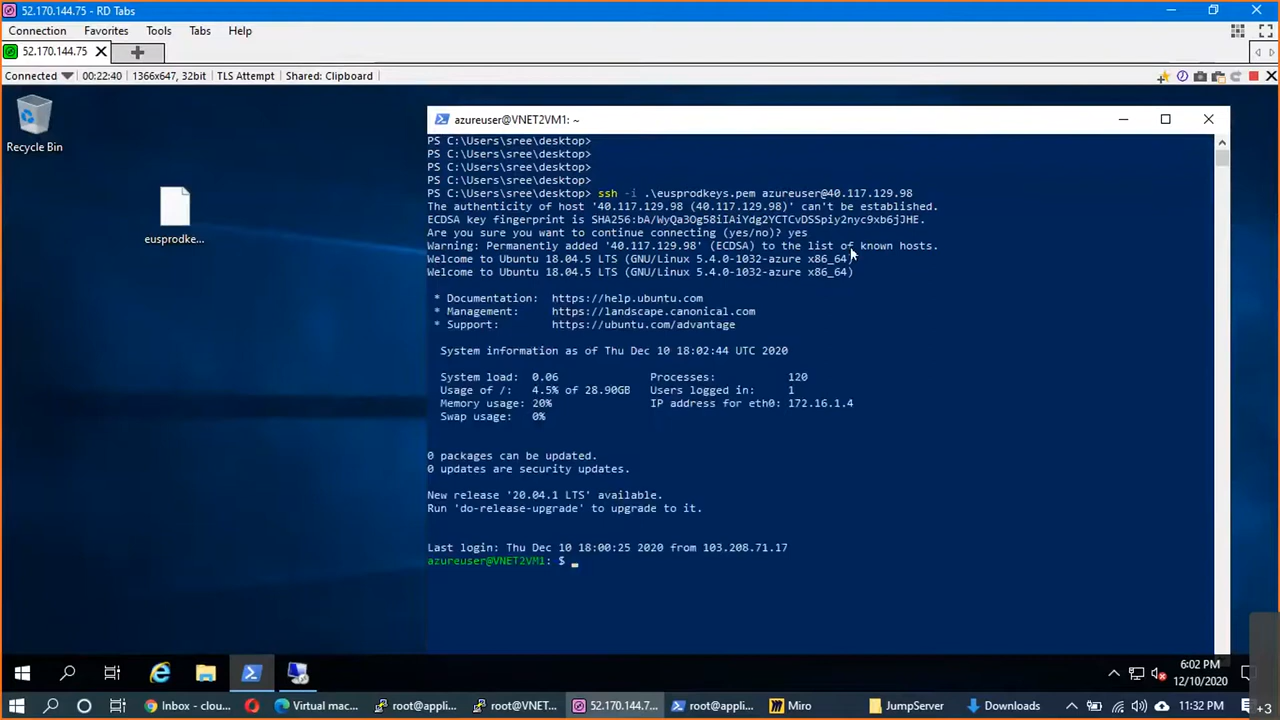 52.170.144.75 - RD Tabs
Connection Favorites Tools Tabs Help
52.170.144.75
Connected 00:22:40 1366x647, 32bit TLS Attempt Shared: Clipboard
Recycle Bin
eusprodke...
azureuser@VNET2VM1: ~
PS C:\Users\sree\desktop>
PS C:\Users\sree\desktop>
PS C:\Users\sree\desktop>
PS C:\Users\sree\desktop>
PS C:\Users\sree\desktop> ssh -i .\eusprodkeys.pem azureuser@40.117.129.98
The authenticity of host '40.117.129.98 (40.117.129.98)' can't be established.
ECDSA key fingerprint is SHA256:bA/WyQa3Og58iIAiYdg2YCTCvDSSpiy2nyc9xb6jJHE.
Are you sure you want to continue connecting (yes/no)? yes
Warning: Permanently added '40.117.129.98' (ECDSA) to the list of known hosts.
Welcome to Ubuntu 18.04.5 LTS (GNU/Linux 5.4.0-1032-azure x86_64)
Welcome to Ubuntu 18.04.5 LTS (GNU/Linux 5.4.0-1032-azure x86_64)
* Documentation: https://help.ubuntu.com
* Management: https://landscape.canonical.com
* Support: https://ubuntu.com/advantage
System information as of Thu Dec 10 18:02:44 UTC 2020
System load: 0.06 Processes: 120
Usage of /: 4.5% of 28.90GB Users logged in: 1
Memory usage: 20% IP address for eth0: 172.16.1.4
Swap usage: 0%
0 packages can be updated.
0 updates are security updates.
New release '20.04.1 LTS' available.
Run 'do-release-upgrade' to upgrade to it.
Last login: Thu Dec 10 18:00:25 2020 from 103.208.71.17
azureuser@VNET2VM1: $
6:02 PM
12/10/2020
Inbox - clou... Virtual mac... root@appli... root@VNET... 52.170.144.7... root@appli... Miro JumpServer Downloads 11:32 PM
+3